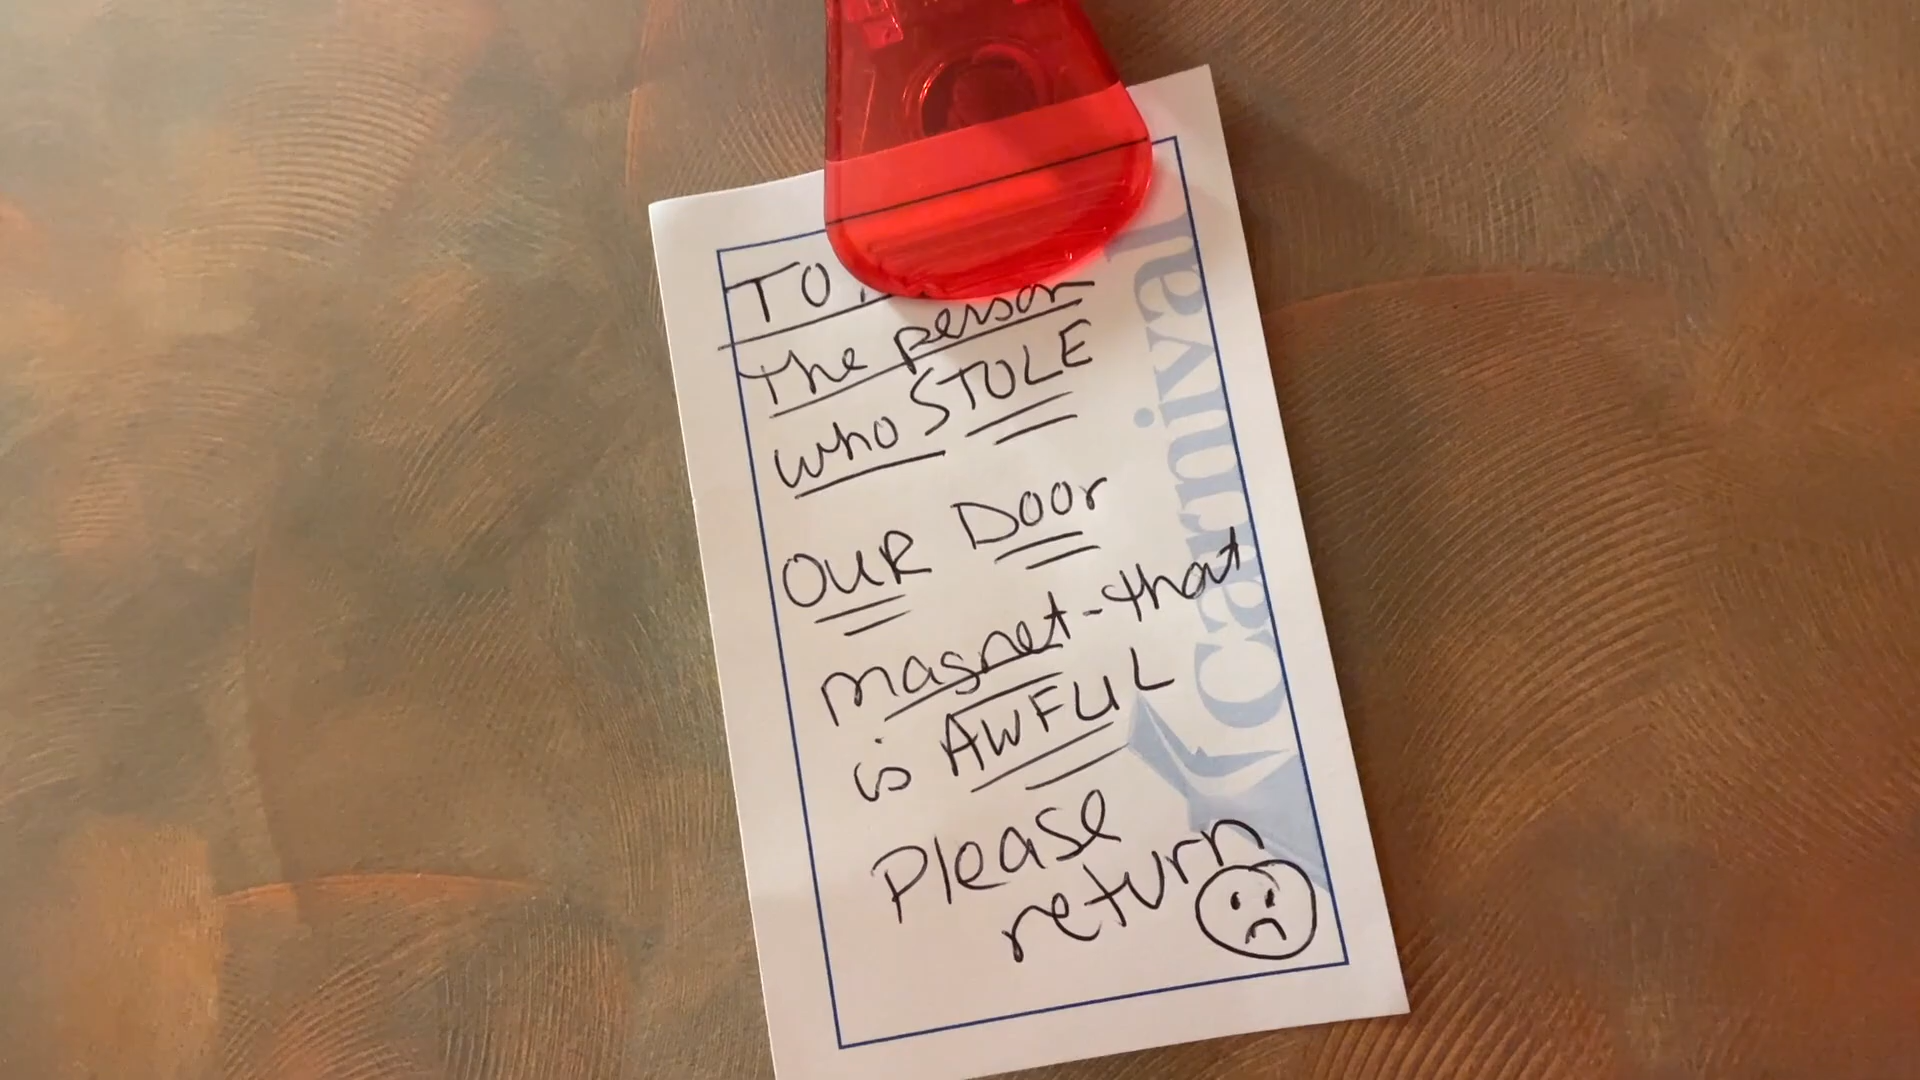 TO
the person
who STOLE
OUR Door
magnet-that
is AWFUL
Please
return
Carnival